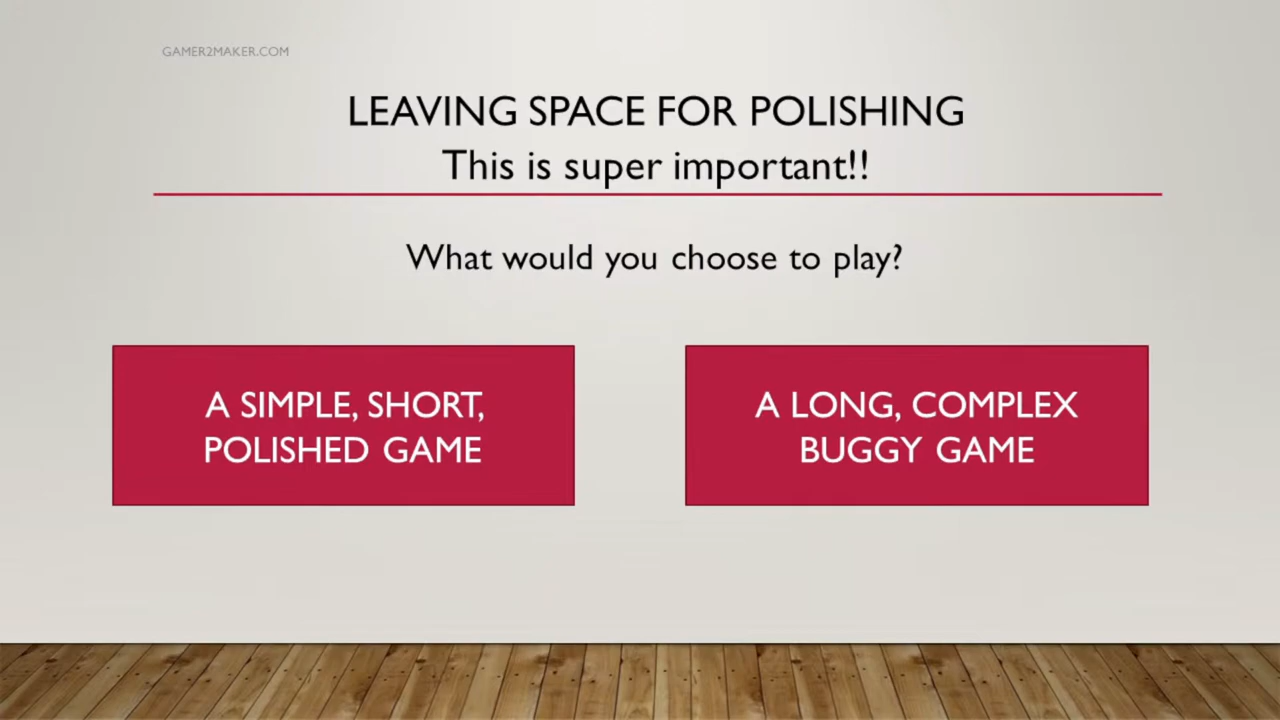 GAMER2MAKER.COM
LEAVING SPACE FOR POLISHING
This is super important!!
What would you choose to play?
A SIMPLE, SHORT,
POLISHED GAME
A LONG, COMPLEX
BUGGY GAME